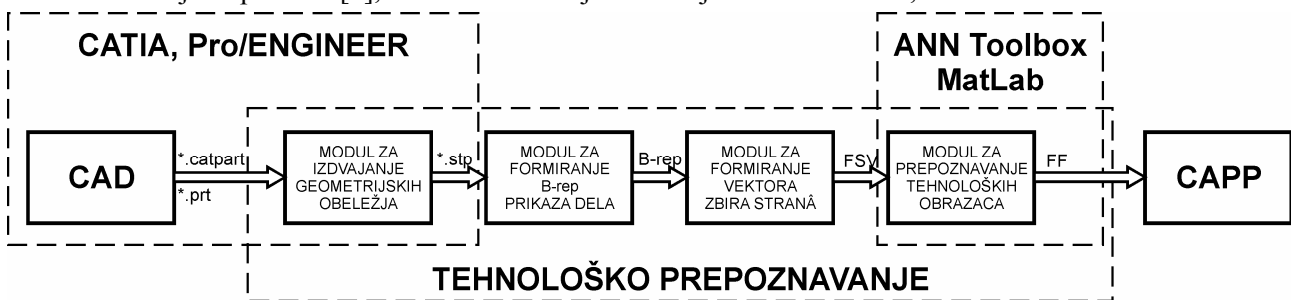 CATIA, Pro/ENGINEER
ANN Toolbox
MatLab
CAD
*.catpart
*.prt
MODUL ZA
IZDVAJANJE
GEOMETRIJSKIH
OBELEŽJA
*.stp
MODUL ZA
FORMIRANJE
B-rep
PRIKAZA DELA
B-rep
MODUL ZA
FORMIRANJE
VEKTORA
ZBIRA STRANÂ
FSV
MODUL ZA
PREPOZNAVANJE
TEHNOLOŠKIH
OBRAZACA
FF
CAPP
TEHNOLOŠKO PREPOZNAVANJE